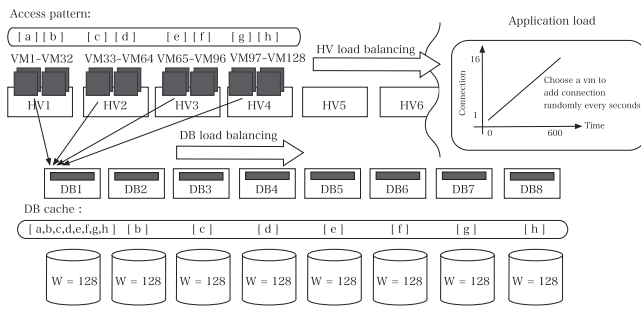 Access pattern:
[ a ] [ b ] [ c ] [ d ] [ e ] [ f ] [ g ] [ h ]
VM1~VM32 VM33~VM64 VM65~VM96 VM97~VM128
HV load balancing
HV1 HV2 HV3 HV4 HV5 HV6
Application load
16
Connection
1
0
600
Time
Choose a vm to
add connection
randomly every seconds
DB load balancing
DB1 DB2 DB3 DB4 DB5 DB6 DB7 DB8
DB cache :
[ a,b,c,d,e,f,g,h ] [ b ] [ c ] [ d ] [ e ] [ f ] [ g ] [ h ]
W = 128 W = 128 W = 128 W = 128 W = 128 W = 128 W = 128 W = 128